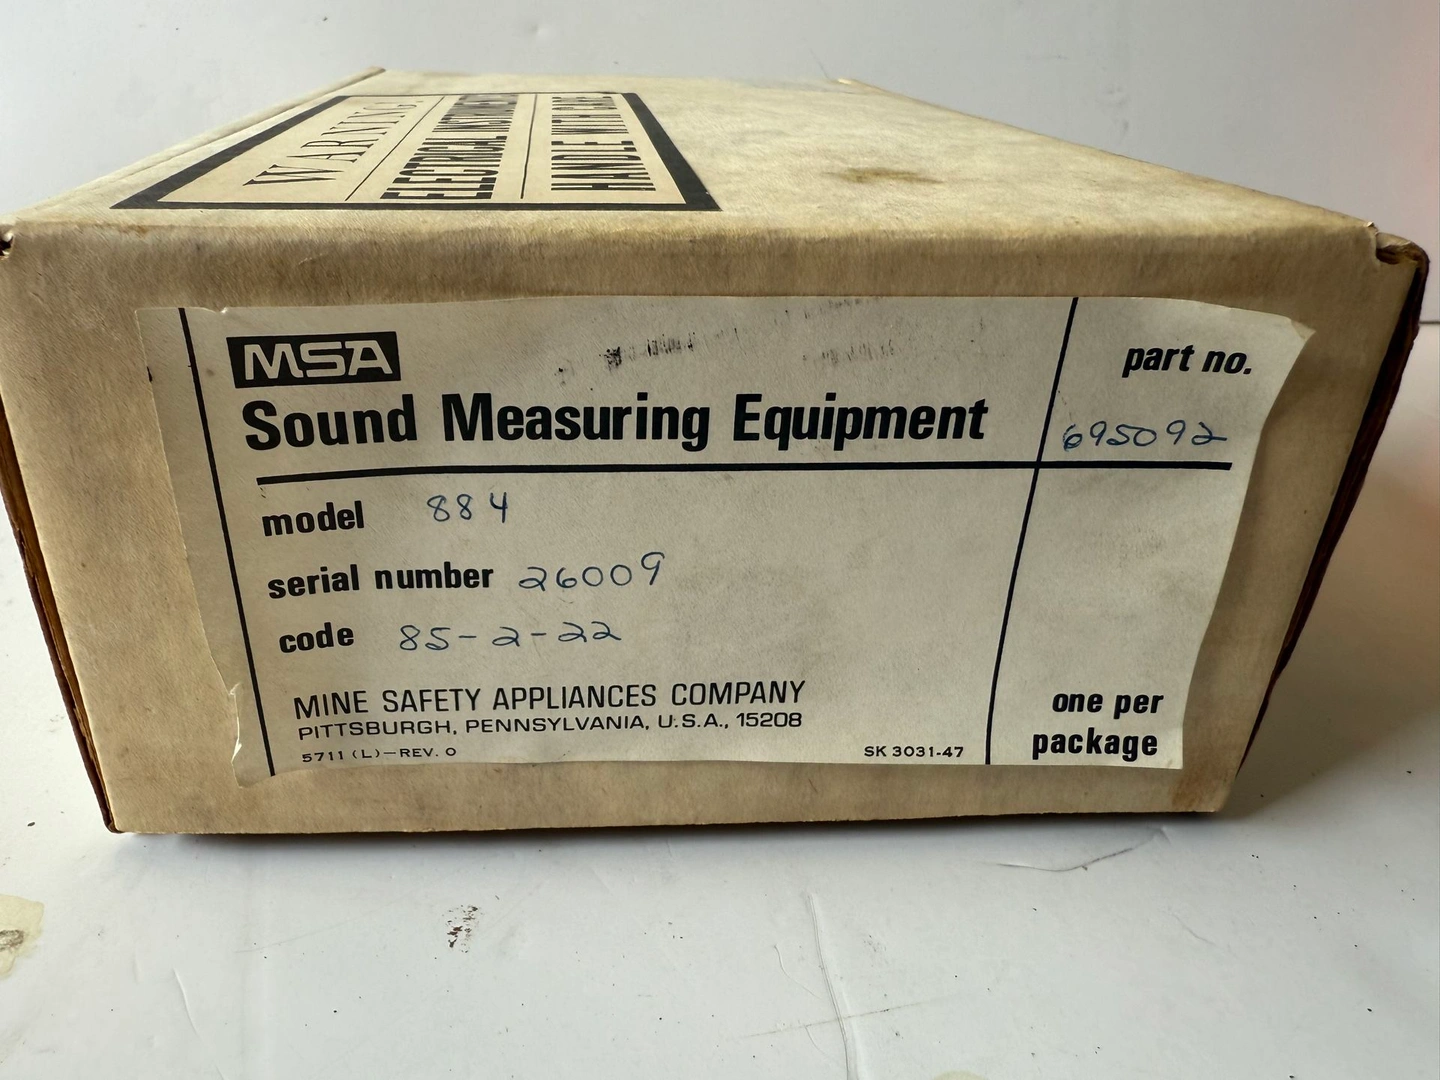 WARNING!
ELECTRICAL INSTRUMENT
HANDLE WITH CARE
MSA
Sound Measuring Equipment
part no.
695092
model 884
serial number 26009
code 85-2-22
MINE SAFETY APPLIANCES COMPANY
PITTSBURGH, PENNSYLVANIA, U.S.A., 15208
5711 (L)—REV. 0
SK 3031-47
one per
package